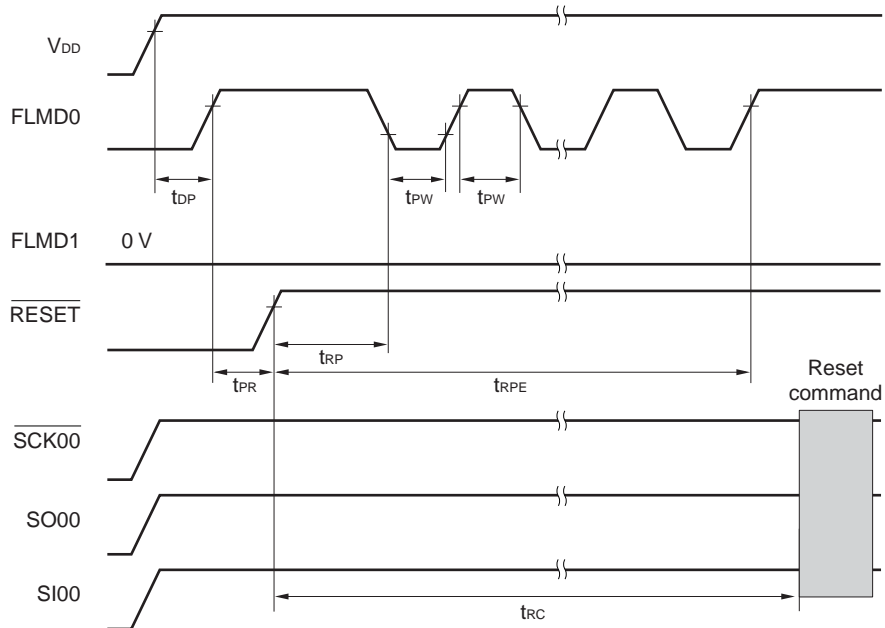 VDD
FLMD0
tDP
tPW
tPW
FLMD1 0 V
RESET
tRP
tPR
tRPE
Reset
command
SCK00
SO00
SI00
tRC